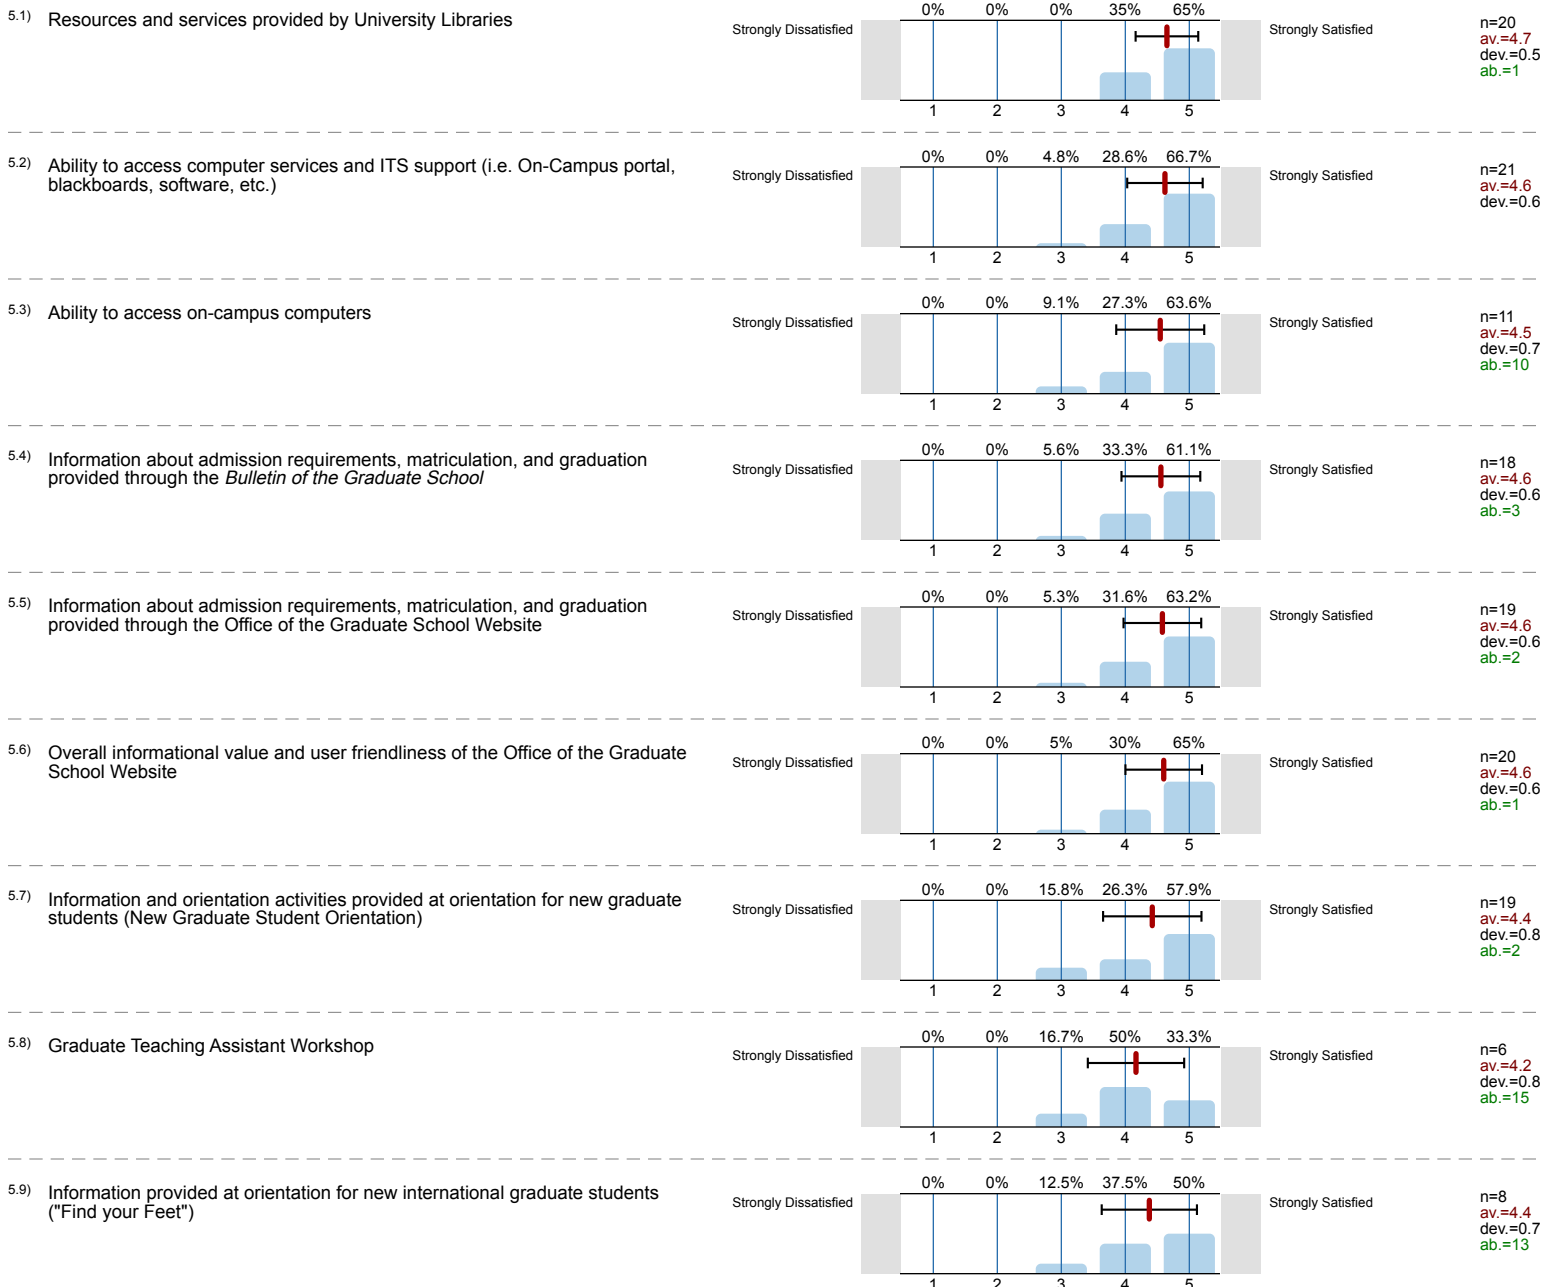 5.1) Resources and services provided by University Libraries
Strongly Dissatisfied
0% 0% 0% 35% 65%
1 2 3 4 5
Strongly Satisfied
n=20
av.=4.7
dev.=0.5
ab.=1
5.2) Ability to access computer services and ITS support (i.e. On-Campus portal,
blackboards, software, etc.)
Strongly Dissatisfied
0% 0% 4.8% 28.6% 66.7%
1 2 3 4 5
Strongly Satisfied
n=21
av.=4.6
dev.=0.6
5.3) Ability to access on-campus computers
Strongly Dissatisfied
0% 0% 9.1% 27.3% 63.6%
1 2 3 4 5
Strongly Satisfied
n=11
av.=4.5
dev.=0.7
ab.=10
5.4) Information about admission requirements, matriculation, and graduation
provided through the Bulletin of the Graduate School
Strongly Dissatisfied
0% 0% 5.6% 33.3% 61.1%
1 2 3 4 5
Strongly Satisfied
n=18
av.=4.6
dev.=0.6
ab.=3
5.5) Information about admission requirements, matriculation, and graduation
provided through the Office of the Graduate School Website
Strongly Dissatisfied
0% 0% 5.3% 31.6% 63.2%
1 2 3 4 5
Strongly Satisfied
n=19
av.=4.6
dev.=0.6
ab.=2
5.6) Overall informational value and user friendliness of the Office of the Graduate
School Website
Strongly Dissatisfied
0% 0% 5% 30% 65%
1 2 3 4 5
Strongly Satisfied
n=20
av.=4.6
dev.=0.6
ab.=1
5.7) Information and orientation activities provided at orientation for new graduate
students (New Graduate Student Orientation)
Strongly Dissatisfied
0% 0% 15.8% 26.3% 57.9%
1 2 3 4 5
Strongly Satisfied
n=19
av.=4.4
dev.=0.8
ab.=2
5.8) Graduate Teaching Assistant Workshop
Strongly Dissatisfied
0% 0% 16.7% 50% 33.3%
1 2 3 4 5
Strongly Satisfied
n=6
av.=4.2
dev.=0.8
ab.=15
5.9) Information provided at orientation for new international graduate students
("Find your Feet")
Strongly Dissatisfied
0% 0% 12.5% 37.5% 50%
1 2 3 4 5
Strongly Satisfied
n=8
av.=4.4
dev.=0.7
ab.=13